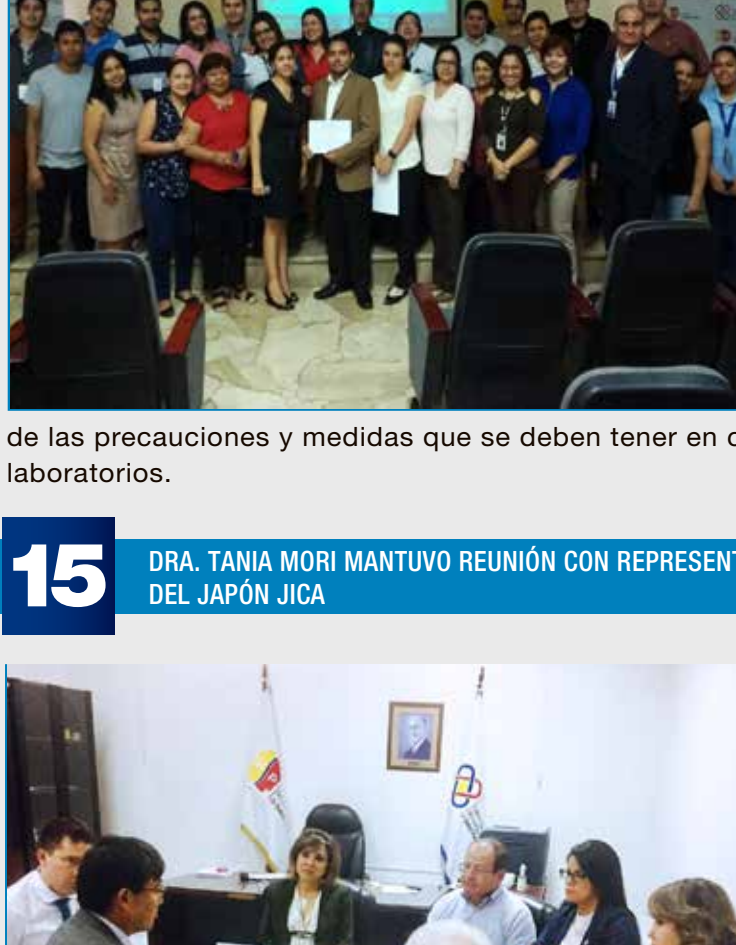 de las precauciones y medidas que se deben tener en
laboratorios.
15
DRA. TANIA MORI MANTUVO REUNIÓN CON REPRESENT
DEL JAPÓN JICA